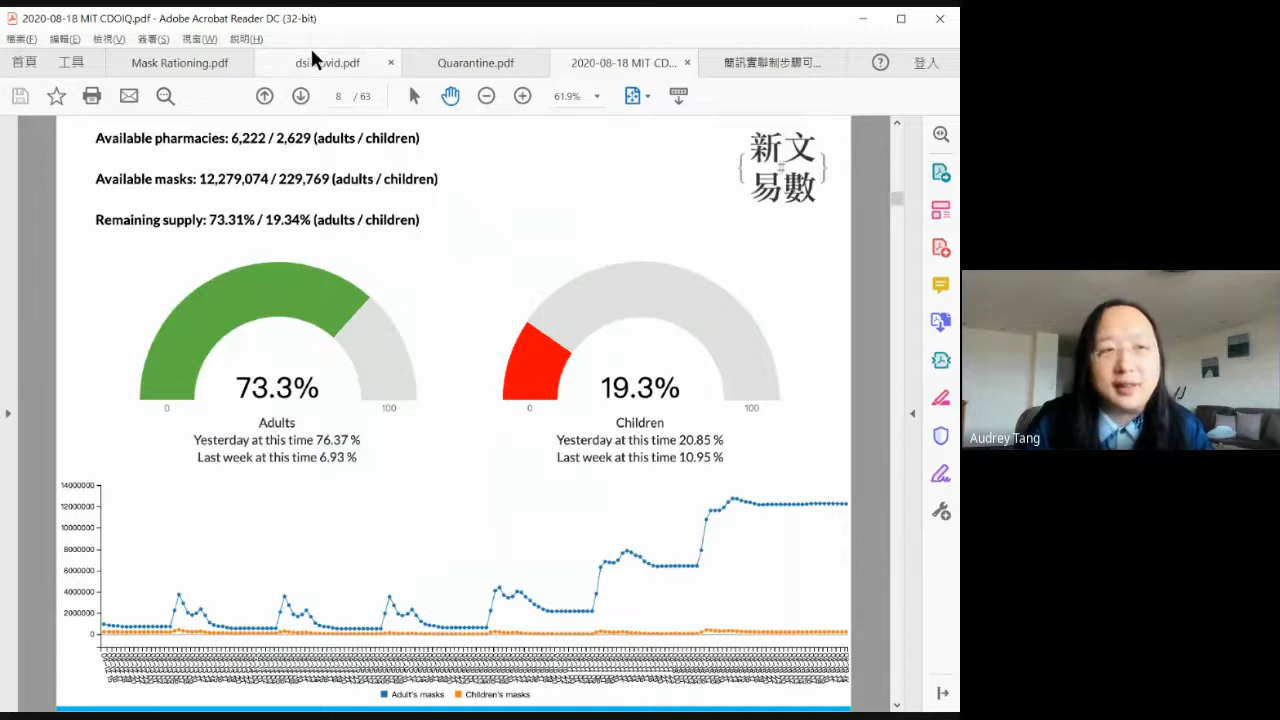 2020-08-18 MIT CDOIQ.pdf - Adobe Acrobat Reader DC (32-bit)
檔案(F) 編輯(E) 檢視(V) 簽署(S) 視窗(W) 說明(H)
首頁 工具 Mask Rationing.pdf Quarantine.pdf 2020-08-18 MIT CD... 簡訊實聯制步驟可... 登入
8 / 63 61.9%
Available pharmacies: 6,222 / 2,629 (adults / children)
Available masks: 12,279,074 / 229,769 (adults / children)
Remaining supply: 73.31% / 19.34% (adults / children)
新文
易數
#
73.3% 19.3%
0 100 0 100
Adults Children
Yesterday at this time 76.37 % Yesterday at this time 20.85 %
Last week at this time 6.93 % Last week at this time 10.95 %
14000000
12000000
10000000
8000000
6000000
4000000
2000000
0
Adult's masks Children's masks
Audrey Tang